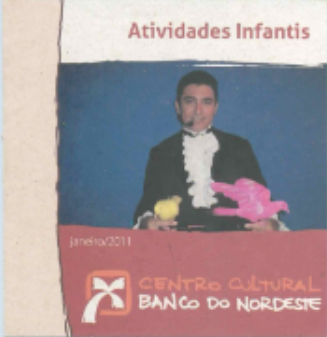 Atividades Infantis
janeiro/2011
CENTRO CULTURAL
BANCO DO NORDESTE